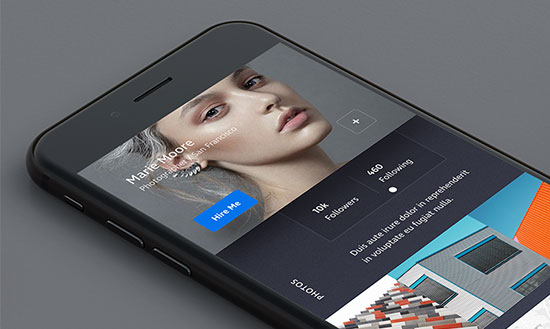 Marie Moore
Photographer @San Francisco
Hire Me
+
10k
Followers
460
Following
Duis aute irure dolor in reprehenderit
in voluptate eu fugiat nulla.
PHOTOS